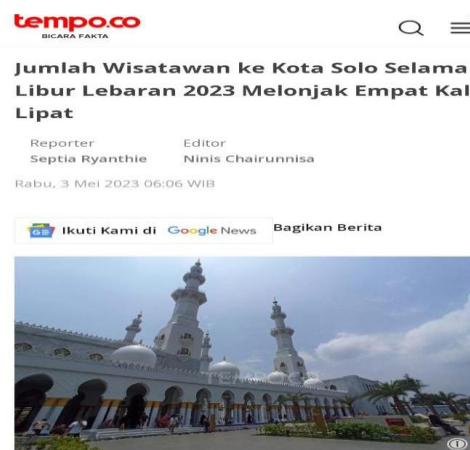 tempo.co
BICARA FAKTA
Jumlah Wisatawan ke Kota Solo Selama
Libur Lebaran 2023 Melonjak Empat Kal
Lipat
Reporter Editor
Septia Ryanthie Ninis Chairunnisa
Rabu, 3 Mei 2023 06:06 WIB
GE Ikuti Kami di Google News Bagikan Berita